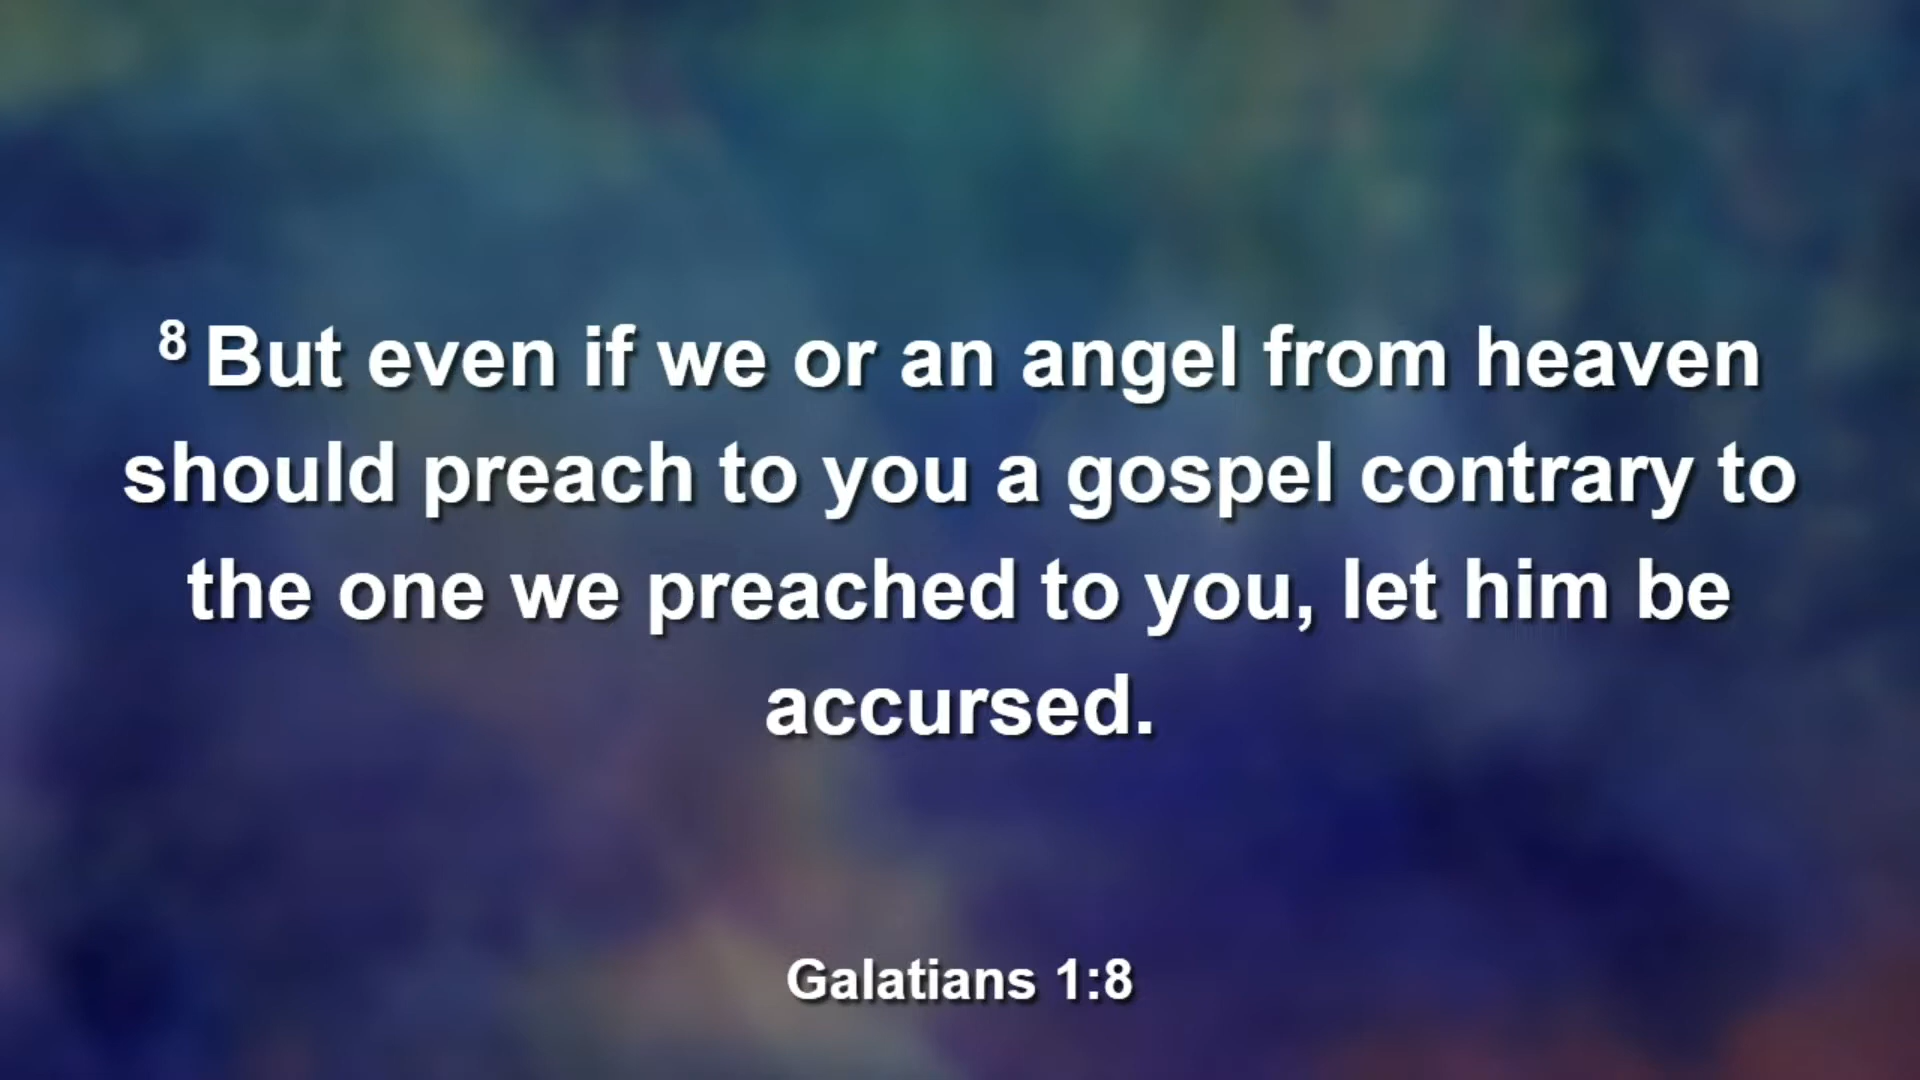 8 But even if we or an angel from heaven
should preach to you a gospel contrary to
the one we preached to you, let him be
accursed.
Galatians 1:8